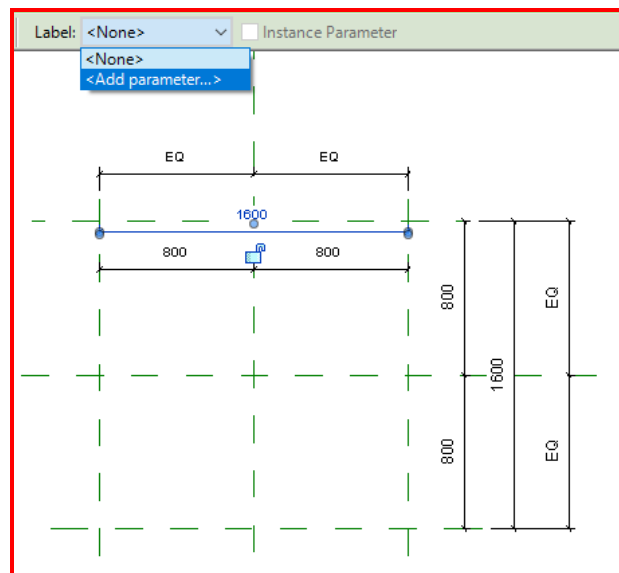 Label: <None> Instance Parameter
<None>
<Add parameter...>
EQ EQ
1600
800 800
800 EQ
1600
800 EQ